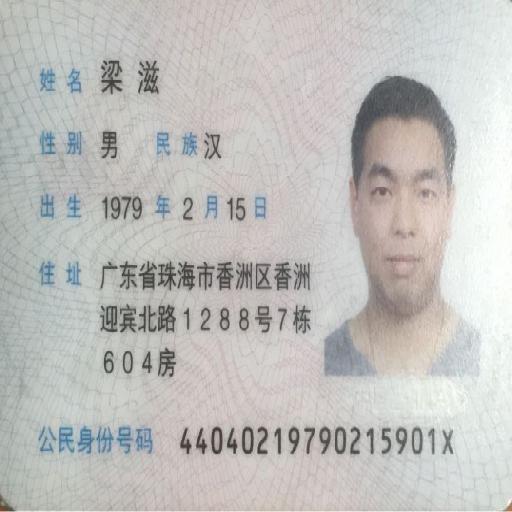 姓名 梁滋
性别 男 民族 汉
出生 1979 年 2 月 15 日
住址 广东省珠海市香洲区香洲
迎宾北路1288号7栋
604房
公民身份号码 44040219790215901X